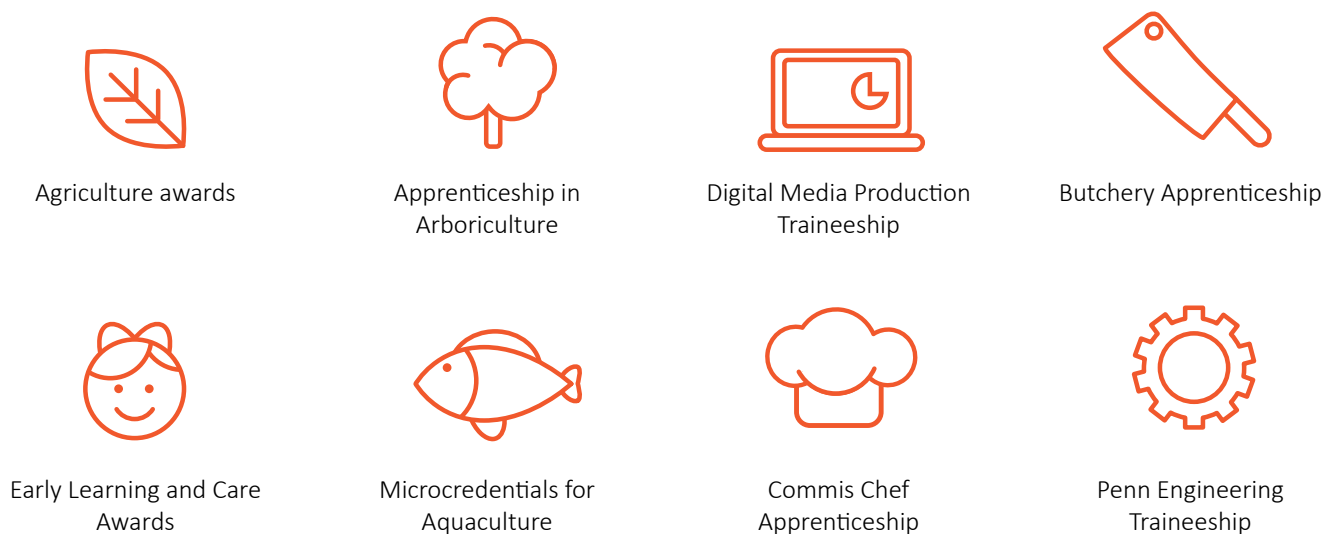 Agriculture awards
Apprenticeship in
Arboriculture
Digital Media Production
Traineeship
Butchery Apprenticeship
Early Learning and Care
Awards
Microcredentials for
Aquaculture
Commis Chef
Apprenticeship
Penn Engineering
Traineeship